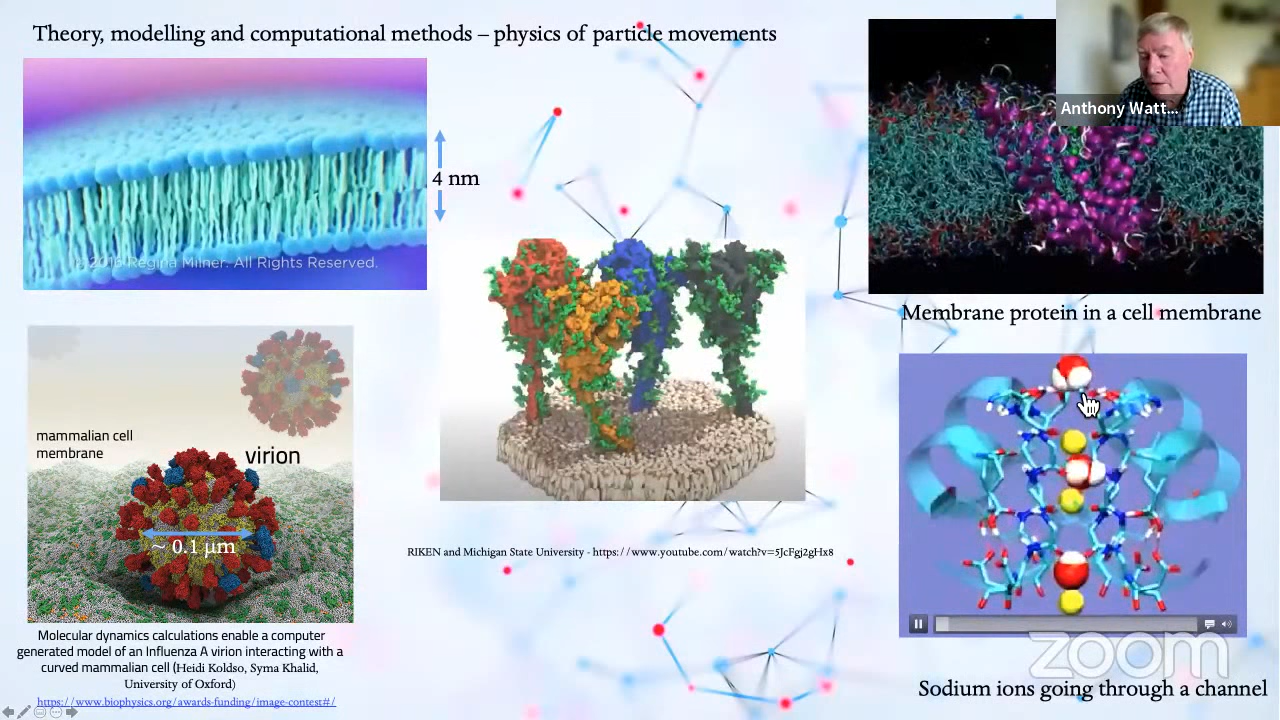 Theory, modelling and computational methods – physics of particle movements
Anthony Watt...
4 nm
© 2016 Regina Milner. All Rights Reserved.
Membrane protein in a cell membrane
mammalian cell
membrane
virion
~ 0.1 µm
RIKEN and Michigan State University - https://www.youtube.com/watch?v=5JcFgj2gHx8
Molecular dynamics calculations enable a computer
generated model of an Influenza A virion interacting with a
curved mammalian cell (Heidi Koldso, Syma Khalid,
University of Oxford)
https://www.biophysics.org/awards-funding/image-contest#/
zoom
Sodium ions going through a channel